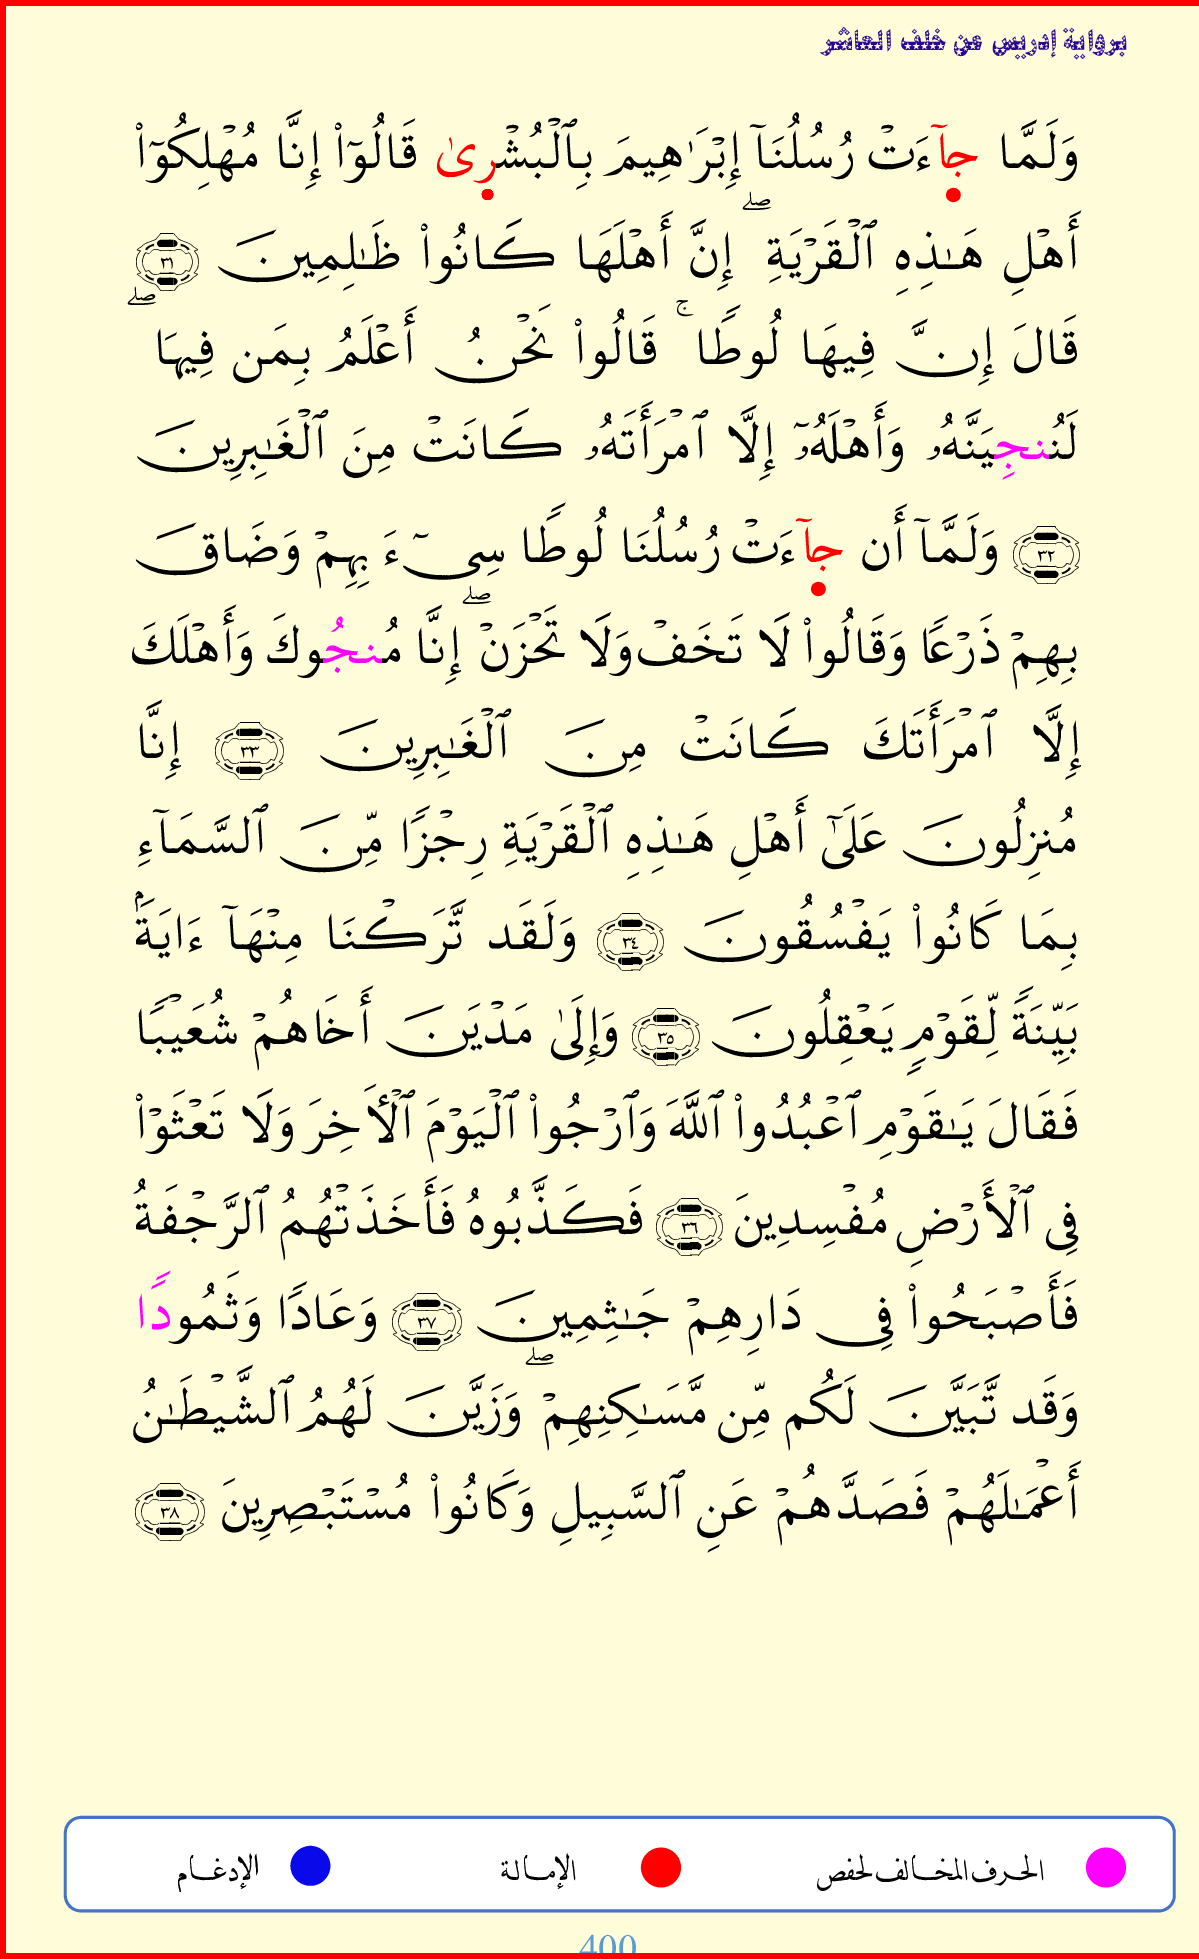 برواية إدريس عن خلف العاشر
وَلَمَّا جَآءَتۡ رُسُلُنَآ إِبۡرَٰهِيمَ بِٱلۡبُشۡرِىٰ قَالُوٓاْ إِنَّا مُهۡلِكُوٓاْ
أَهۡلِ هَٰذِهِ ٱلۡقَرۡيَةِۖ إِنَّ أَهۡلَهَا كَانُواْ ظَٰلِمِينَ ٣١
قَالَ إِنَّ فِيهَا لُوطًاۚ قَالُواْ نَحۡنُ أَعۡلَمُ بِمَن فِيهَاۖ
لَنُنجِيَنَّهُۥ وَأَهۡلَهُۥٓ إِلَّا ٱمۡرَأَتَهُۥ كَانَتۡ مِنَ ٱلۡغَٰبِرِينَ
٣٢ وَلَمَّآ أَن جَآءَتۡ رُسُلُنَا لُوطًا سِيٓءَ بِهِمۡ وَضَاقَ
بِهِمۡ ذَرۡعًا وَقَالُواْ لَا تَخَفۡ وَلَا تَحۡزَنۡۖ إِنَّا مُنجُوكَ وَأَهۡلَكَ
إِلَّا ٱمۡرَأَتَكَ كَانَتۡ مِنَ ٱلۡغَٰبِرِينَ ٣٣ إِنَّا
مُنزِلُونَ عَلَىٰٓ أَهۡلِ هَٰذِهِ ٱلۡقَرۡيَةِ رِجۡزًا مِّنَ ٱلسَّمَآءِ
بِمَا كَانُواْ يَفۡسُقُونَ ٣٤ وَلَقَد تَّرَكۡنَا مِنۡهَآ ءَايَةَۢ
بَيِّنَةً لِّقَوۡمٍ يَعۡقِلُونَ ٣٥ وَإِلَىٰ مَدۡيَنَ أَخَاهُمۡ شُعَيۡبًا
فَقَالَ يَٰقَوۡمِ ٱعۡبُدُواْ ٱللَّهَ وَٱرۡجُواْ ٱلۡيَوۡمَ ٱلۡأٓخِرَ وَلَا تَعۡثَوۡاْ
فِي ٱلۡأَرۡضِ مُفۡسِدِينَ ٣٦ فَكَذَّبُوهُ فَأَخَذَتۡهُمُ ٱلرَّجۡفَةُ
فَأَصۡبَحُواْ فِي دَارِهِمۡ جَٰثِمِينَ ٣٧ وَعَادًا وَثَمُودًا
وَقَد تَّبَيَّنَ لَكُم مِّن مَّسَٰكِنِهِمۡۖ وَزَيَّنَ لَهُمُ ٱلشَّيۡطَٰنُ
أَعۡمَٰلَهُمۡ فَصَدَّهُمۡ عَنِ ٱلسَّبِيلِ وَكَانُواْ مُسۡتَبۡصِرِينَ ٣٨
الحرف المخالف لحفص الإمالة الإدغام
400